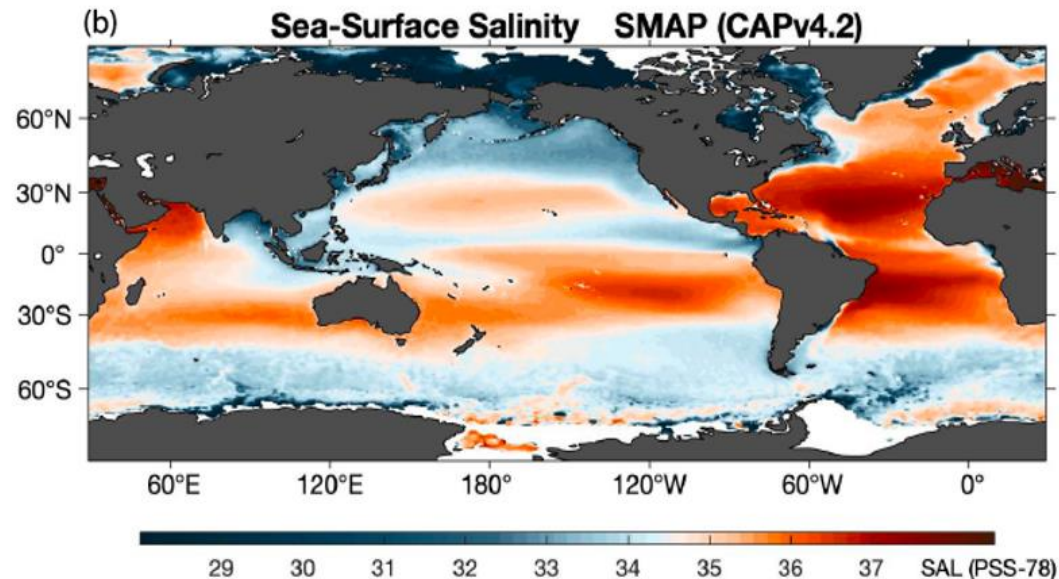 (b) Sea-Surface Salinity SMAP (CAPv4.2)
60°N
30°N
0°
30°S
60°S
60°E 120°E 180° 120°W 60°W 0°
29 30 31 32 33 34 35 36 37 SAL (PSS-78)